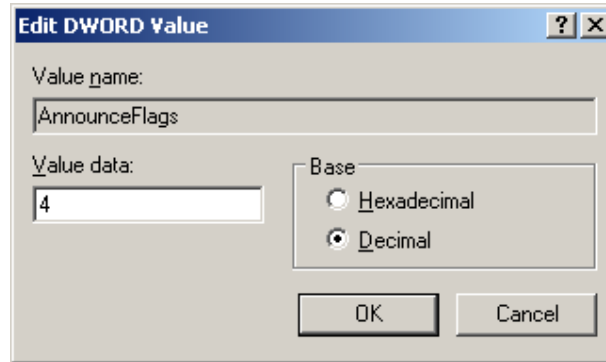 Edit DWORD Value
Value name:
AnnounceFlags
Value data:
4
Base
Hexadecimal
Decimal
OK
Cancel